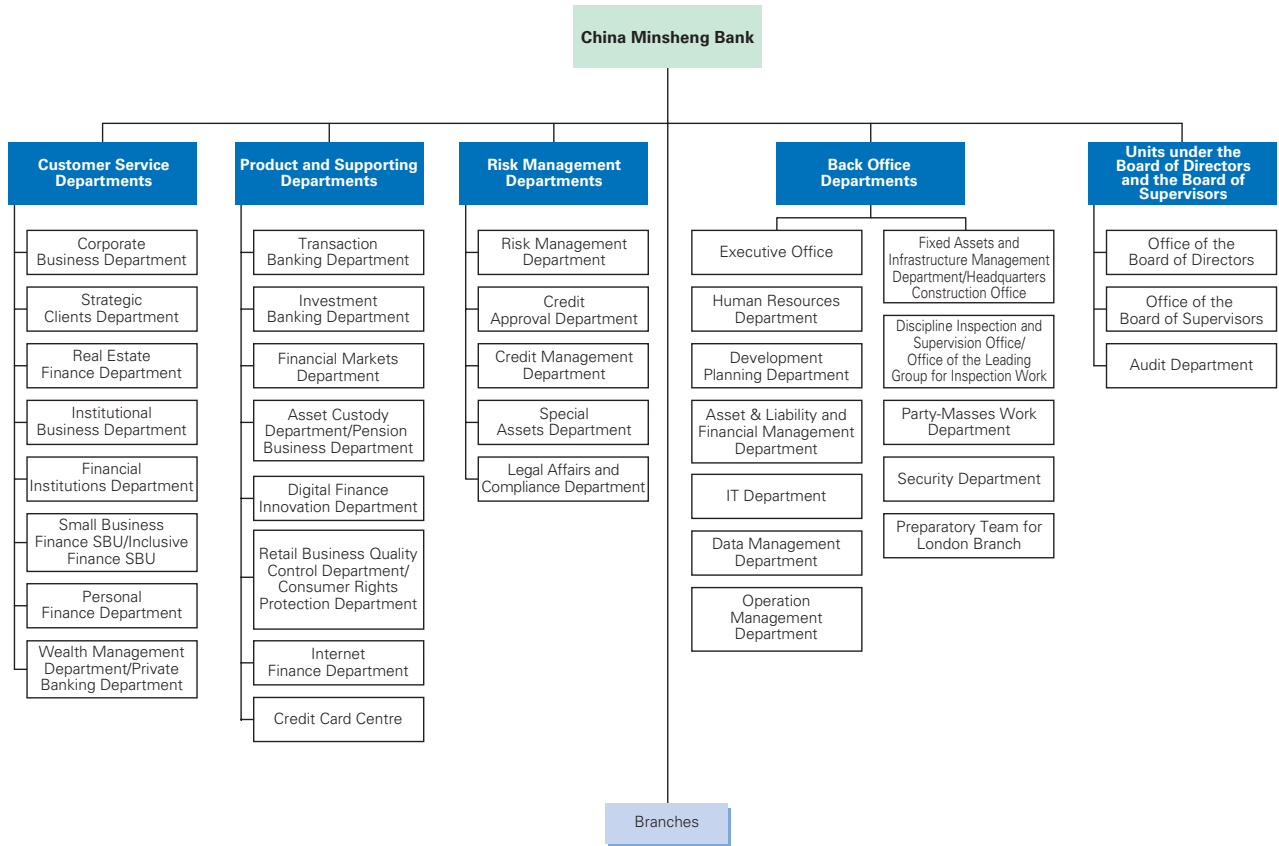 China Minsheng Bank
Customer Service
Departments
Corporate
Business Department
Strategic
Clients Department
Real Estate
Finance Department
Institutional
Business Department
Financial
Institutions Department
Small Business
Finance SBU/Inclusive
Finance SBU
Personal
Finance Department
Wealth Management
Department/Private
Banking Department
Product and Supporting
Departments
Transaction
Banking Department
Investment
Banking Department
Financial Markets
Department
Asset Custody
Department/Pension
Business Department
Digital Finance
Innovation Department
Retail Business Quality
Control Department/
Consumer Rights
Protection Department
Internet
Finance Department
Credit Card Centre
Risk Management
Departments
Risk Management
Department
Credit
Approval Department
Credit Management
Department
Special
Assets Department
Legal Affairs and
Compliance Department
Back Office
Departments
Executive Office
Human Resources
Department
Development
Planning Department
Asset & Liability and
Financial Management
Department
IT Department
Data Management
Department
Operation
Management
Department
Fixed Assets and
Infrastructure Management
Department/Headquarters
Construction Office
Discipline Inspection and
Supervision Office/
Office of the Leading
Group for Inspection Work
Party-Masses Work
Department
Security Department
Preparatory Team for
London Branch
Units under the
Board of Directors
and the Board of
Supervisors
Office of the
Board of Directors
Office of the
Board of Supervisors
Audit Department
Branches